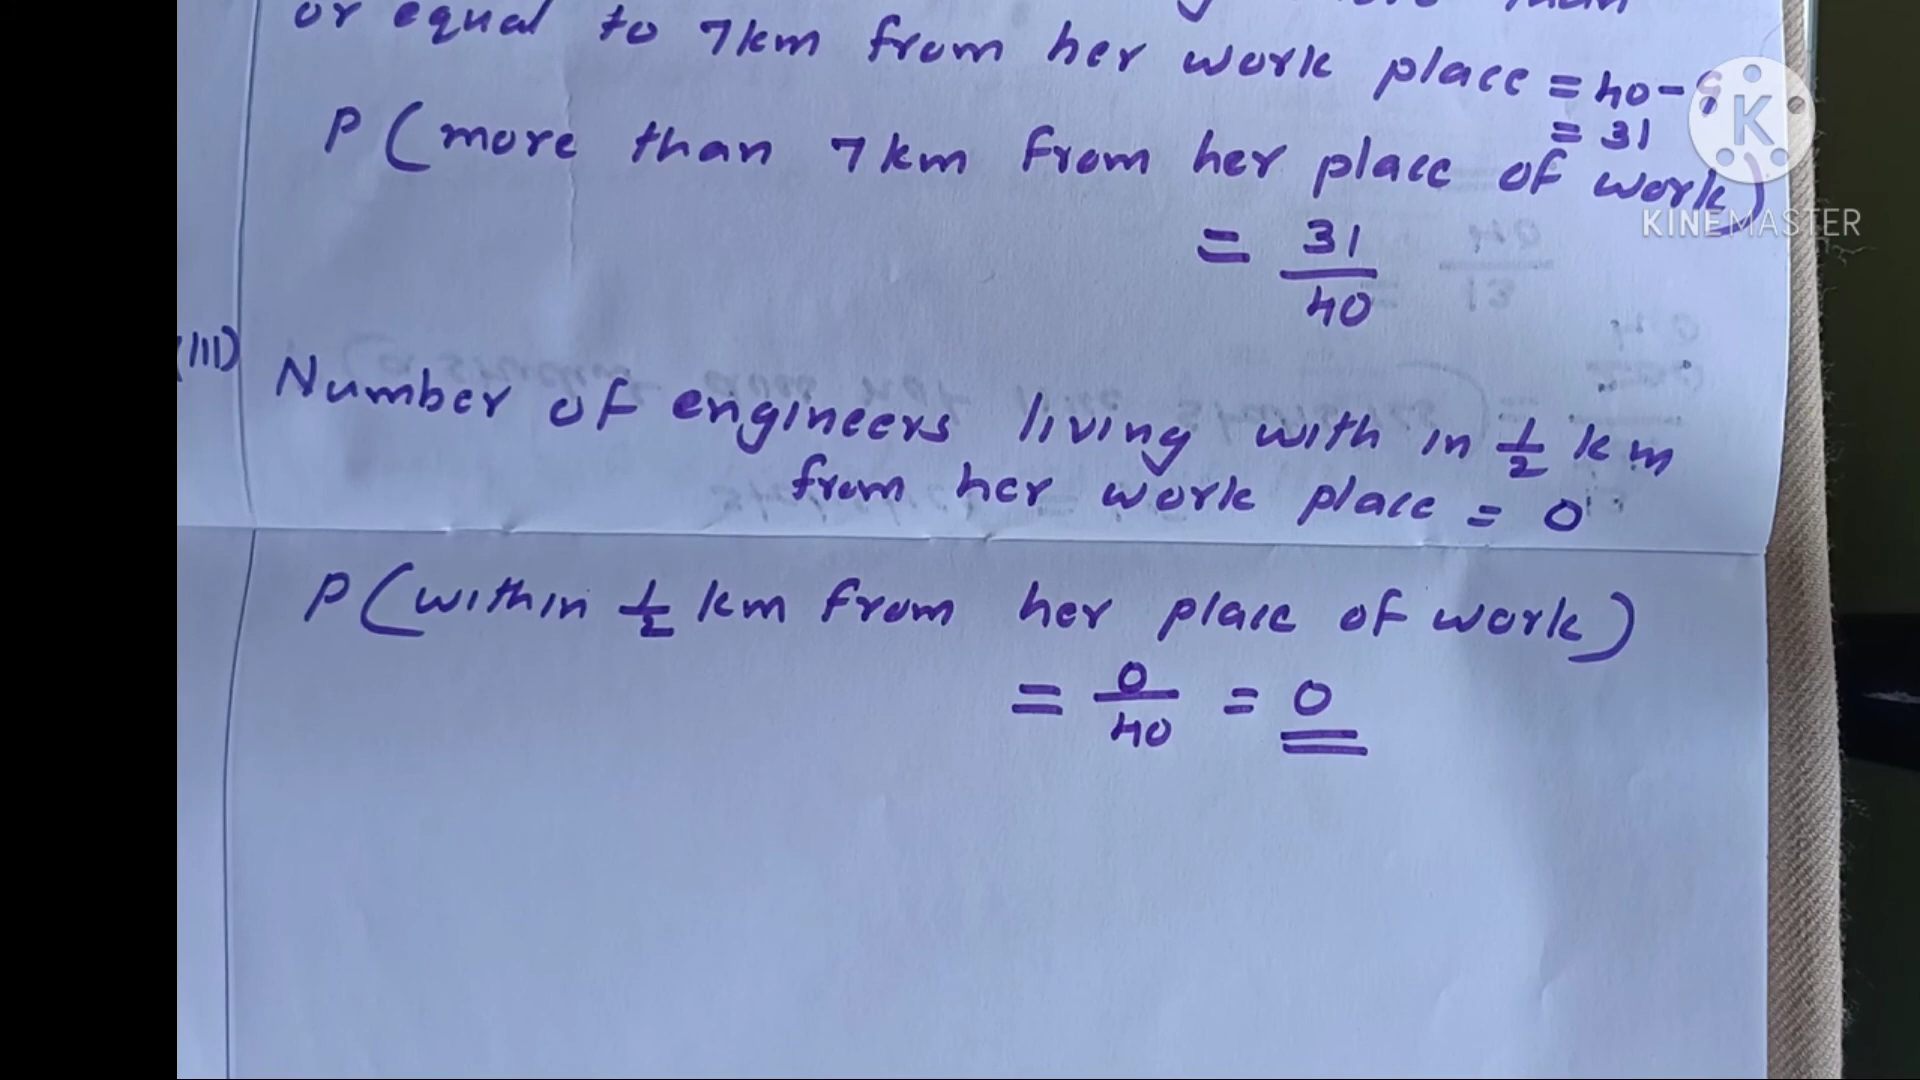 or equal to 7km from her work place = 40-9
= 31
P (more than 7km from her place of work)
= 31/40
(iii) Number of engineers living with in 1/2 km
from her work place = 0
P (within 1/2 km from her place of work)
= 0/40 = 0
K
KINEMASTER